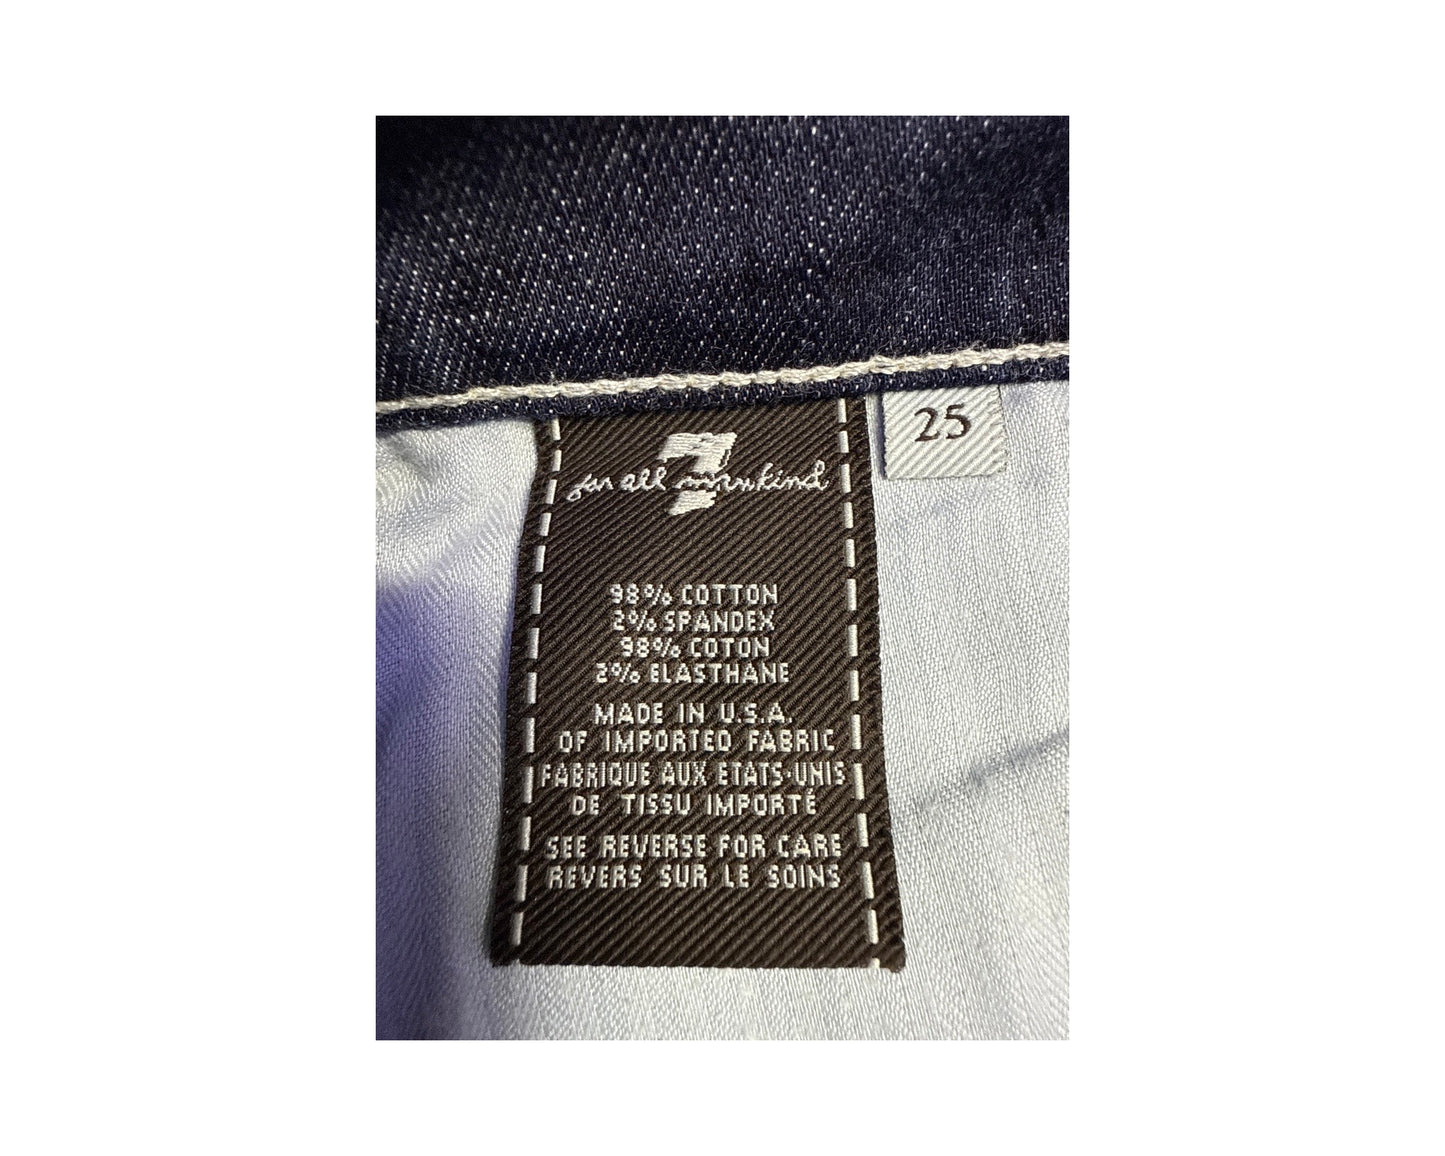 25
7
for all mankind
98% COTTON
2% SPANDEX
98% COTON
2% ELASTHANE
MADE IN U.S.A.
OF IMPORTED FABRIC
FABRIQUE AUX ETATS-UNIS
DE TISSU IMPORTÉ
SEE REVERSE FOR CARE
REVERS SUR LE SOINS